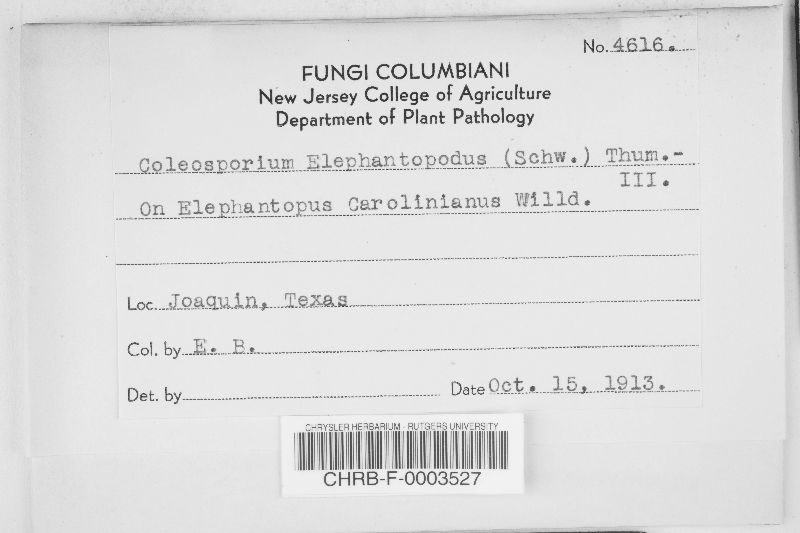 No. 4616.
FUNGI COLUMBIANI
New Jersey College of Agriculture
Department of Plant Pathology
Coleosporium Elephantopodus (Schw.) Thum.-
III.
On Elephantopus Carolinianus Willd.
Loc. Joaquin, Texas
Col. by E. B.
Det. by Date Oct. 15, 1913.
CHRYSLER HERBARIUM - RUTGERS UNIVERSITY
CHRB-F-0003527